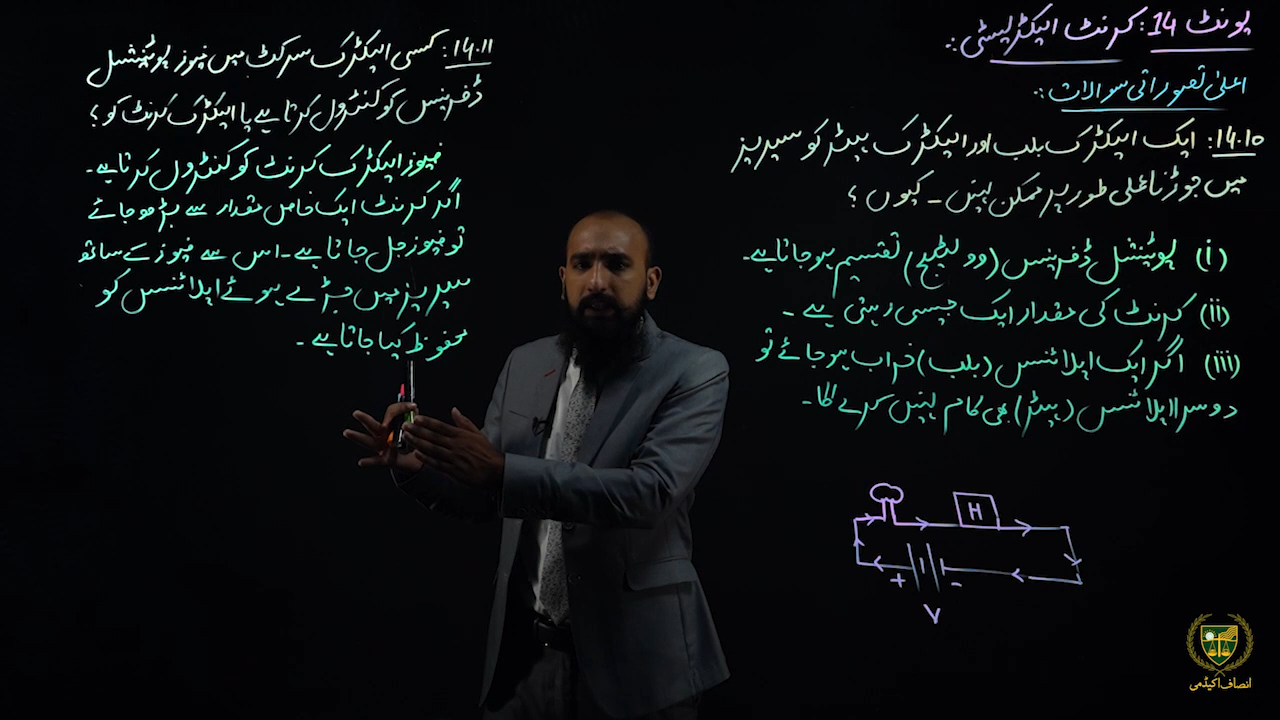 یونٹ 14: کرنٹ الیکٹریسٹی:.
اعلیٰ تصوراتی سوالات:.
14.10: ایک الیکٹرک بلب اور الیکٹرک ہیٹر کو سیریز
میں جوڑنا عملی طور پر ممکن نہیں۔ کیوں؟
(i) پوٹینشل ڈفرینس (وولٹیج) تقسیم ہو جاتا ہے۔
(ii) کرنٹ کی مقدار ایک جیسی رہتی ہے۔
(iii) اگر ایک اپلائنس (بلب) خراب ہو جائے تو
دوسرا اپلائنس (ہیٹر) بھی کام نہیں کرے گا۔
H
+ -
V
14.11: کسی الیکٹرک سرکٹ میں فیوز پوٹینشل
ڈفرینس کو کنٹرول کرتا ہے یا الیکٹرک کرنٹ کو؟
فیوز الیکٹرک کرنٹ کو کنٹرول کرتا ہے۔
اگر کرنٹ ایک خاص مقدار سے بڑھ جائے
تو فیوز جل جاتا ہے۔ اس سے فیوز کے ساتھ
سیریز میں جڑے ہوئے اپلائنسس کو
محفوظ کیا جاتا ہے۔
انصاف اکیڈمی